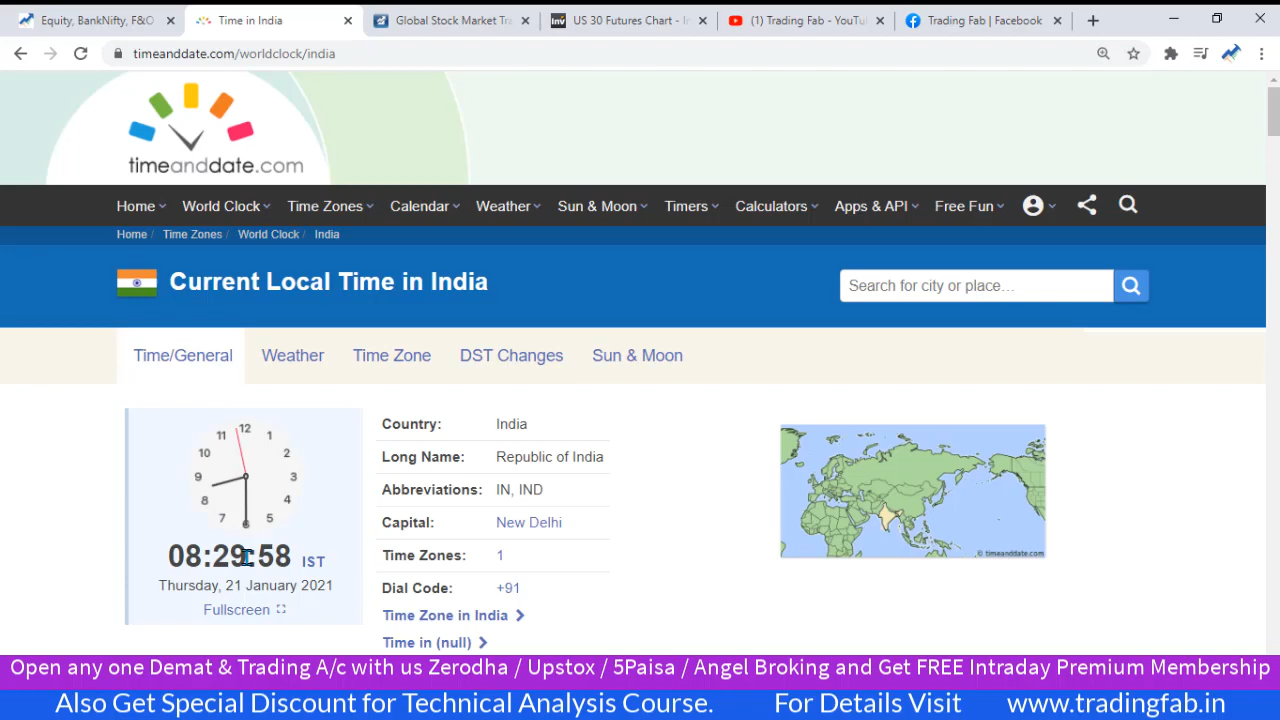 Equity, BankNifty, F&O
Time in India
Global Stock Market Tr
US 30 Futures Chart - In
(1) Trading Fab - YouTu
Trading Fab | Facebook
timeanddate.com/worldclock/india
timeanddate.com
Home World Clock Time Zones Calendar Weather Sun & Moon Timers Calculators Apps & API Free Fun
Home / Time Zones / World Clock / India
Current Local Time in India
Search for city or place...
Time/General Weather Time Zone DST Changes Sun & Moon
12
1
2
3
4
5
6
7
8
9
10
11
08:29:58 IST
Thursday, 21 January 2021
Fullscreen
Country: India
Long Name: Republic of India
Abbreviations: IN, IND
Capital: New Delhi
Time Zones: 1
Dial Code: +91
Time Zone in India
Time in (null)
© timeanddate.com
Open any one Demat & Trading A/c with us Zerodha / Upstox / 5Paisa / Angel Broking and Get FREE Intraday Premium Membership
Also Get Special Discount for Technical Analysis Course. For Details Visit www.tradingfab.in